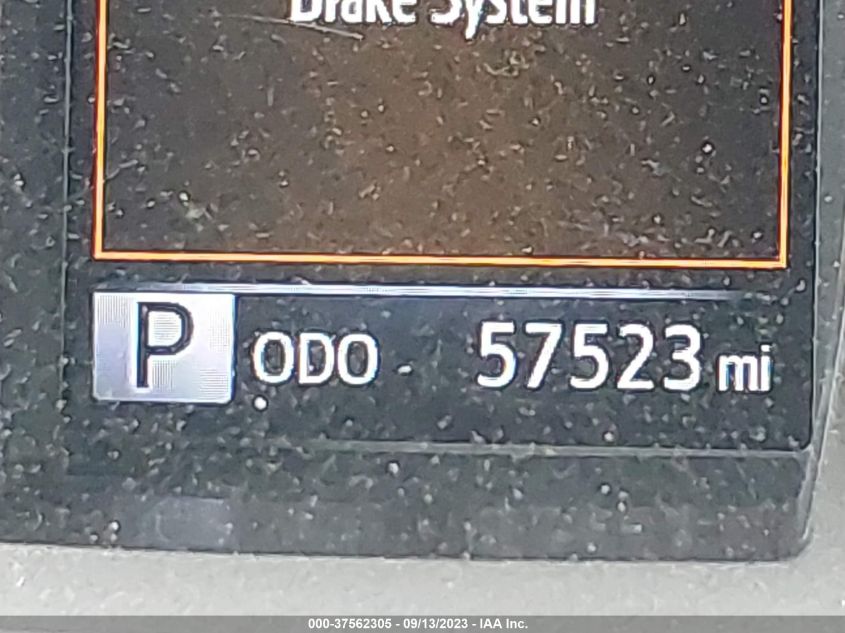 Brake System
P ODO 57523 mi
000-37562305 - 09/13/2023 - IAA Inc.